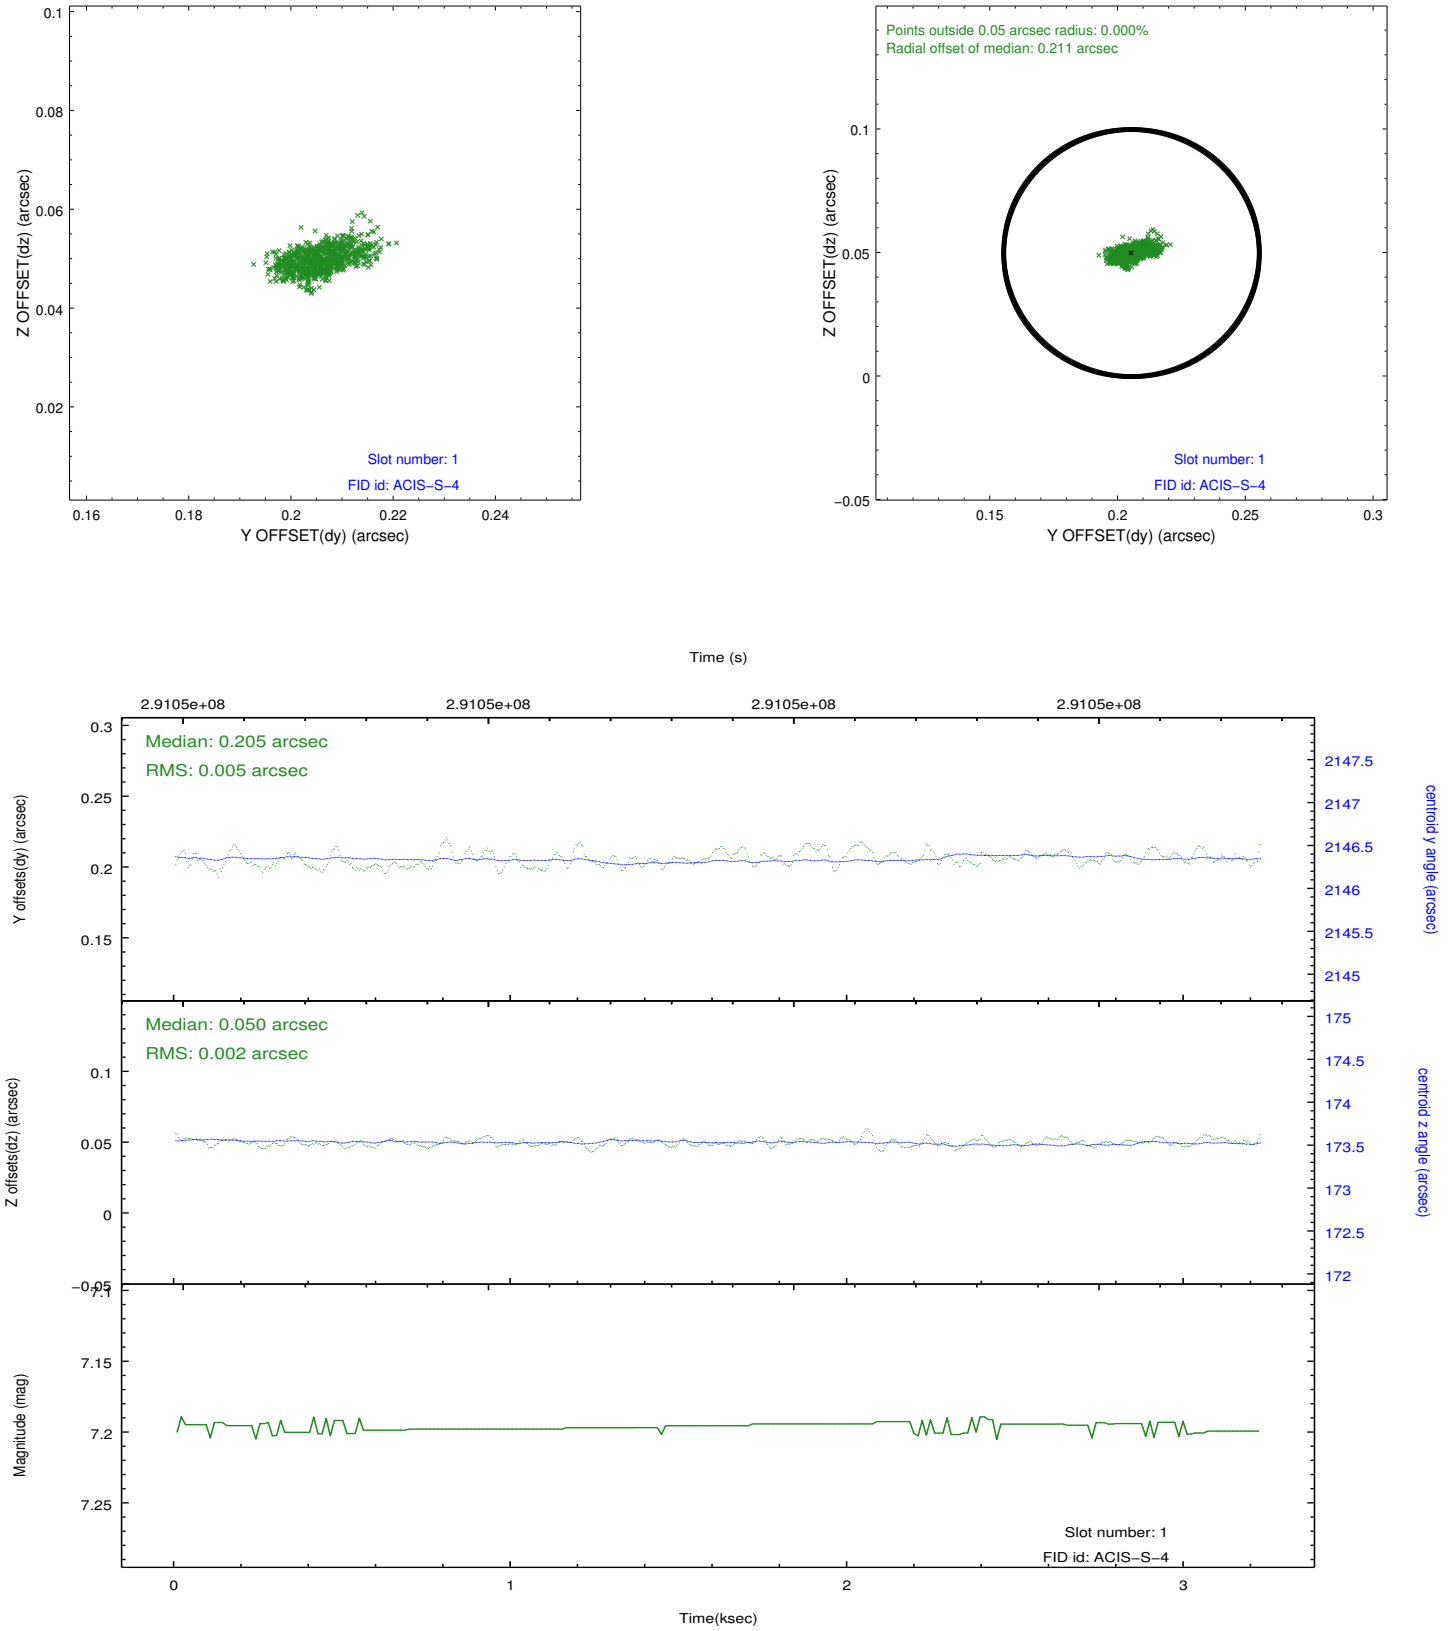 0.1
0.08
0.06
0.04
0.02
Z OFFSET(dz) (arcsec)
Slot number: 1
FID id: ACIS−S−4
0.16 0.18 0.2 0.22 0.24
Y OFFSET(dy) (arcsec)
Points outside 0.05 arcsec radius: 0.000%
Radial offset of median: 0.211 arcsec
0.1
0.05
0
−0.05
Z OFFSET(dz) (arcsec)
Slot number: 1
FID id: ACIS−S−4
0.15 0.2 0.25 0.3
Y OFFSET(dy) (arcsec)
Time (s)
2.9105e+08 2.9105e+08 2.9105e+08 2.9105e+08
Median: 0.205 arcsec
RMS: 0.005 arcsec
0.3
0.25
0.2
0.15
Y offsets(dy) (arcsec)
2147.5
2147
2146.5
2146
2145.5
2145
centroid y angle (arcsec)
Median: 0.050 arcsec
RMS: 0.002 arcsec
0.1
0.05
0
−0.05
Z offsets(dz) (arcsec)
175
174.5
174
173.5
173
172.5
172
centroid z angle (arcsec)
7.1
7.15
7.2
7.25
Magnitude (mag)
Slot number: 1
FID id: ACIS−S−4
0 1 2 3
Time(ksec)